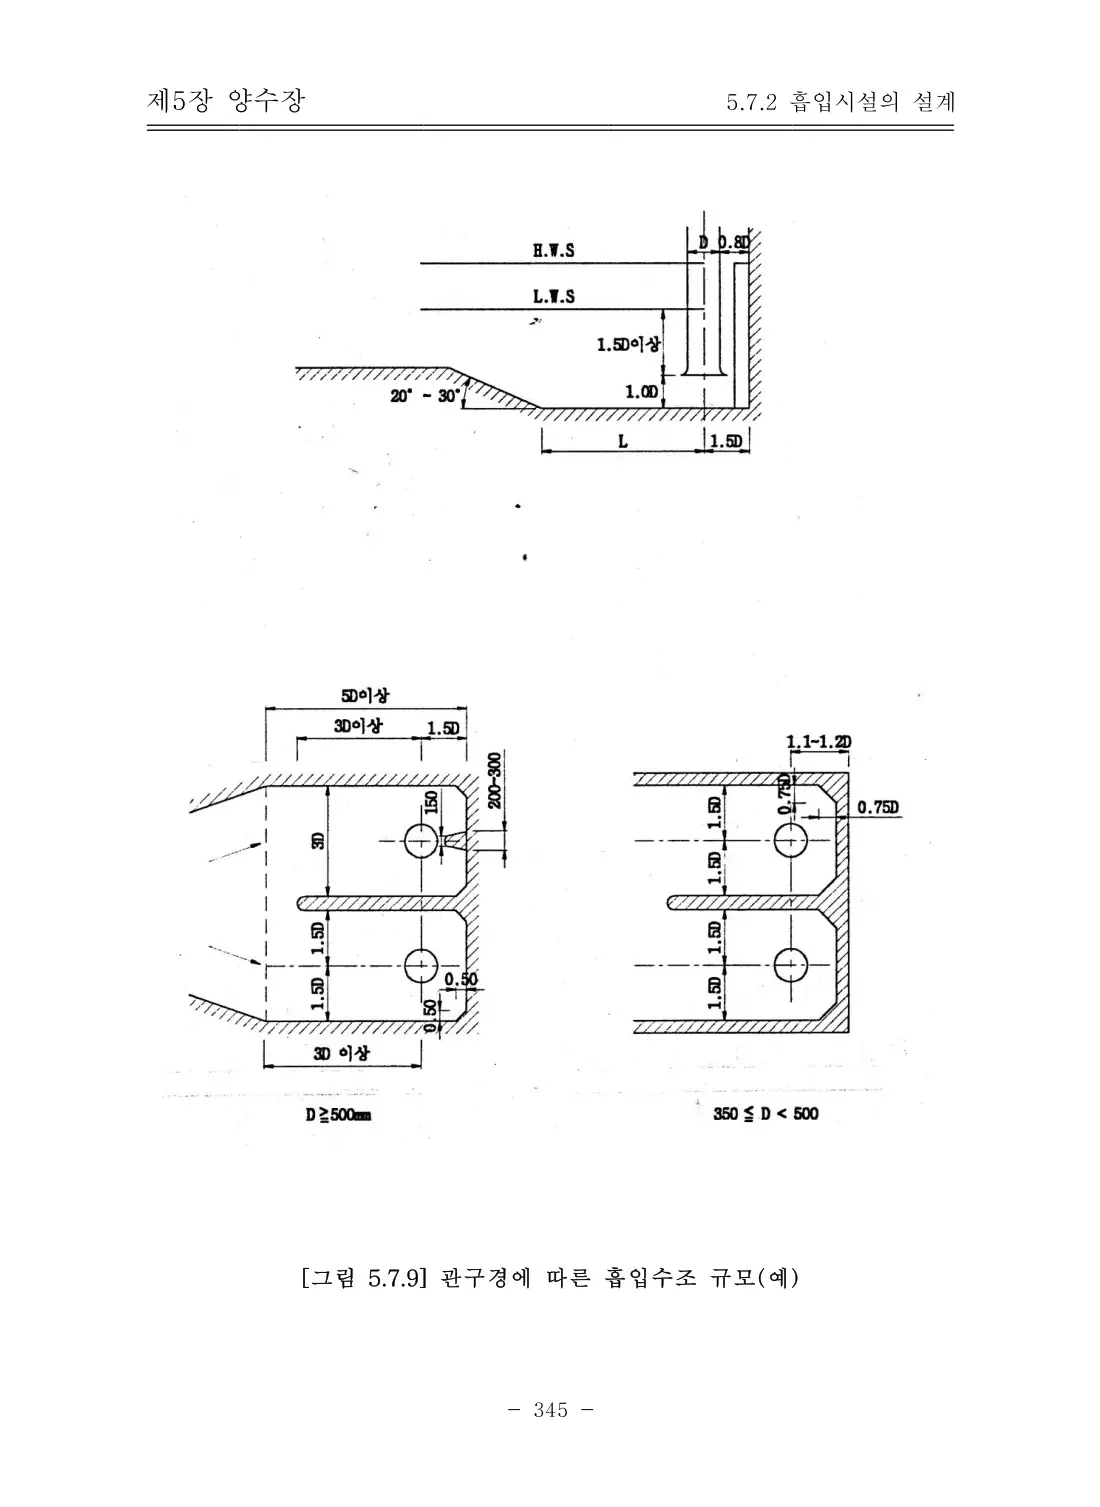 제5장 양수장
5.7.2 흡입시설의 설계
D 0.8D
H.W.S
L.W.S
1.5D이상
1.0D
20° ~ 30°
L
1.5D
5D이상
3D이상
1.5D
200~300
150
3D
1.5D
1.5D
0.50
0.50
3D 이상
D≧500mm
1.1~1.2D
0.75D
0.75D
1.5D
1.5D
1.5D
1.5D
350 ≦ D < 500
[그림 5.7.9] 관구경에 따른 흡입수조 규모(예)
- 345 -